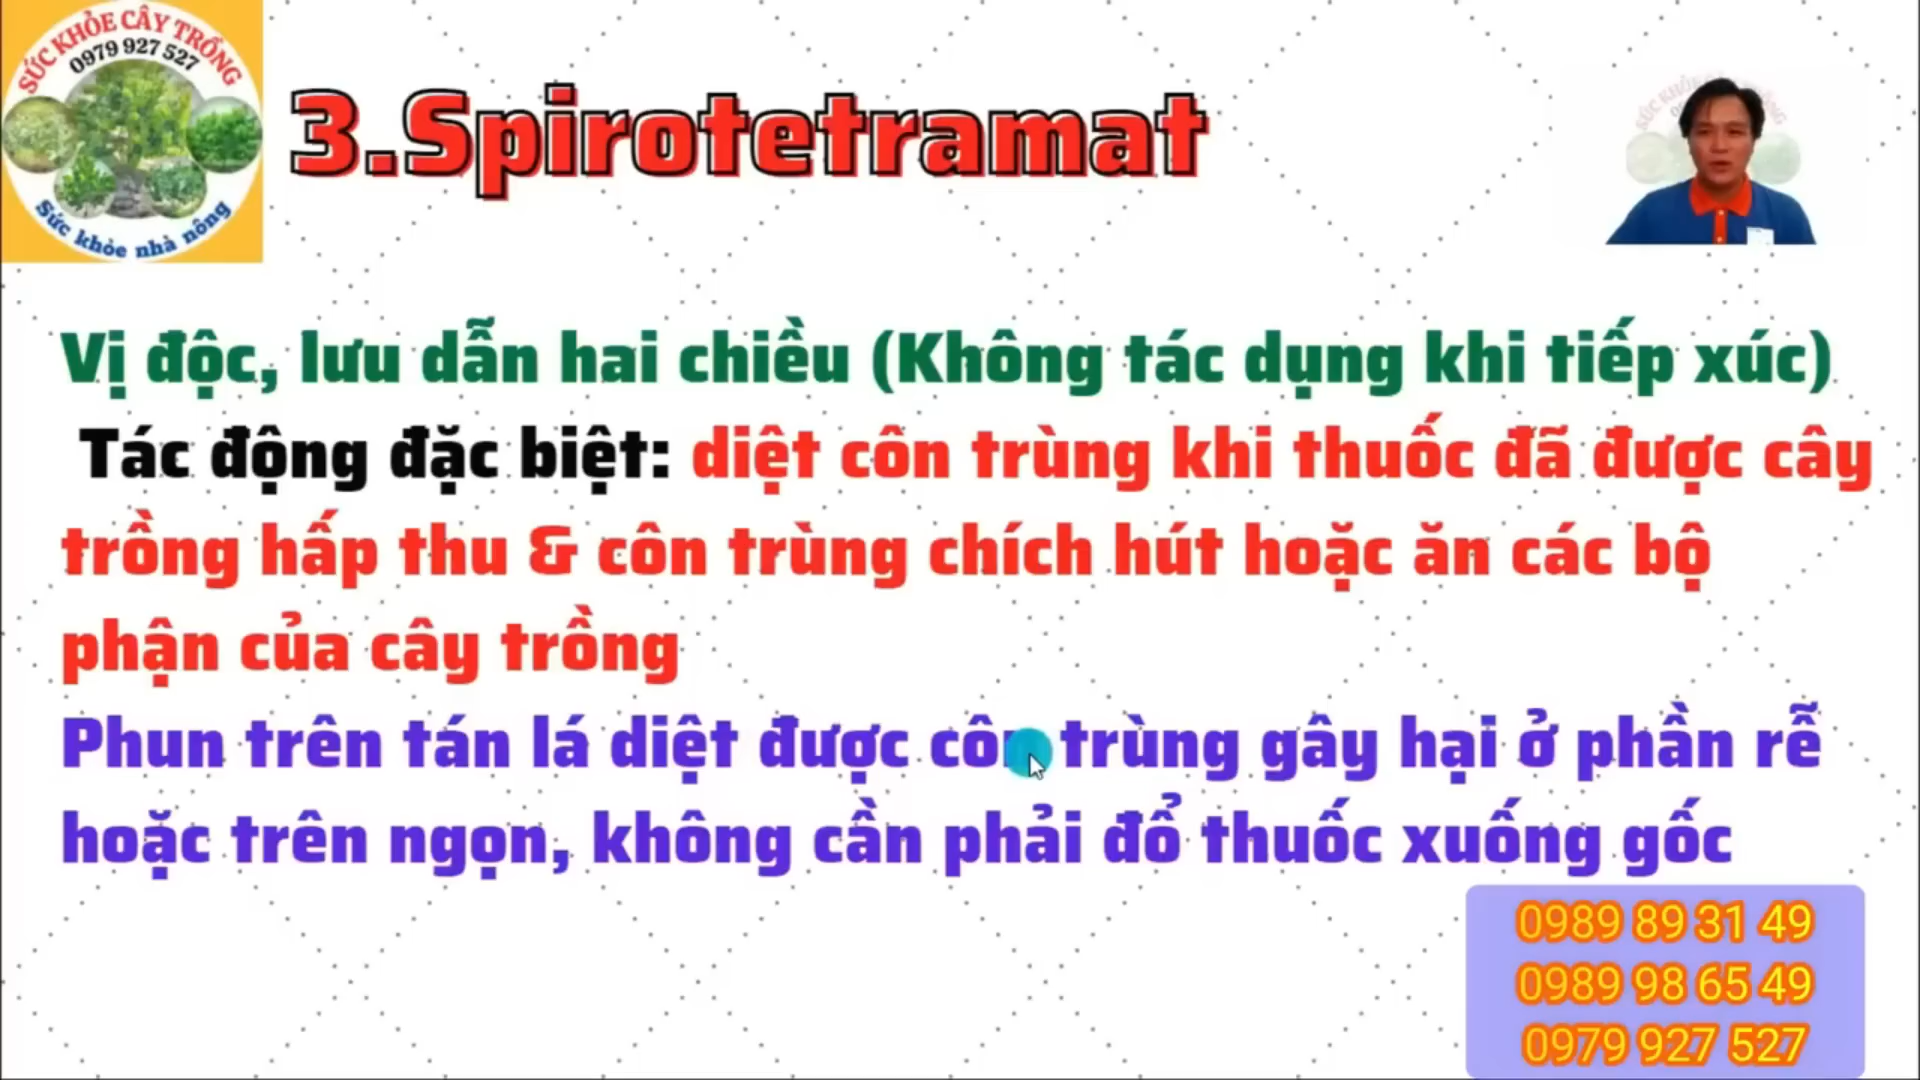 SỨC KHỎE CÂY TRỒNG
0979 927 527
Sức khỏe nhà nông
3.Spirotetramat
Vị độc, lưu dẫn hai chiều (Không tác dụng khi tiếp xúc)
Tác động đặc biệt: diệt côn trùng khi thuốc đã được cây
trồng hấp thu & côn trùng chích hút hoặc ăn các bộ
phận của cây trồng
Phun trên tán lá diệt được côn trùng gây hại ở phần rễ
hoặc trên ngọn, không cần phải đổ thuốc xuống gốc
0989 89 31 49
0989 98 65 49
0979 927 527